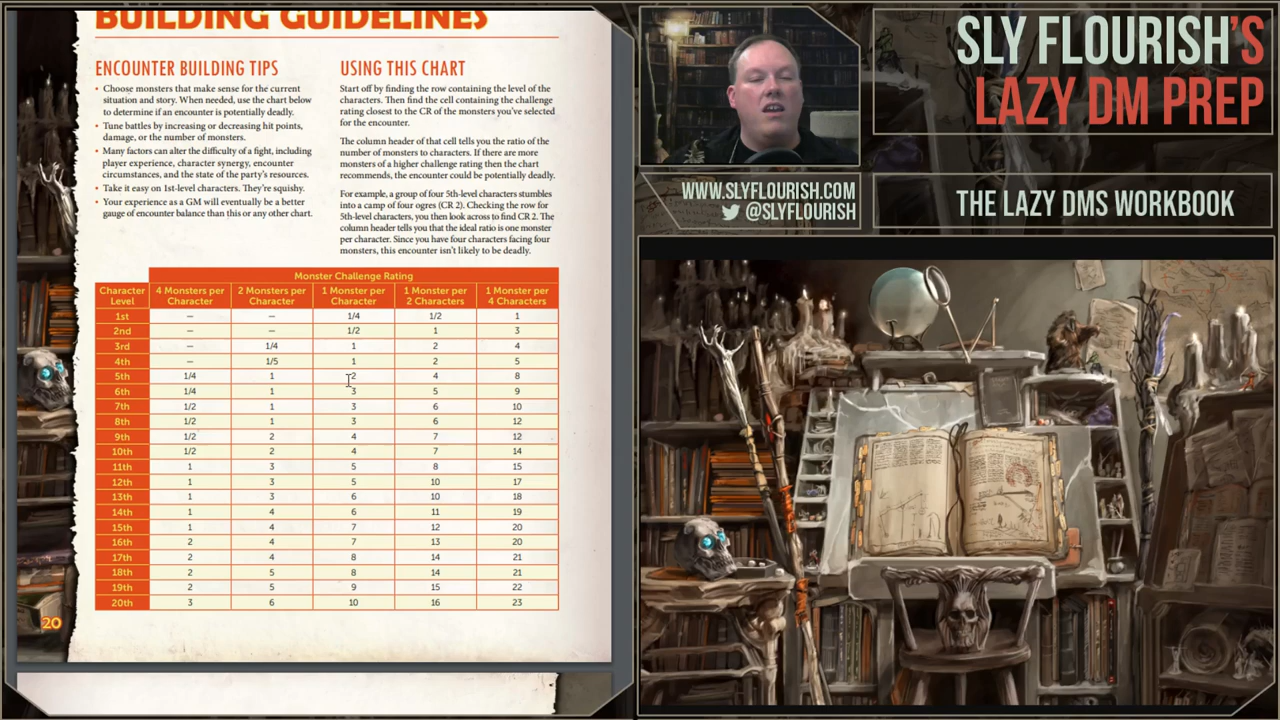 BUILDING GUIDELINES
ENCOUNTER BUILDING TIPS
• Choose monsters that make sense for the current
situation and story. When needed, use the chart below
to determine if an encounter is potentially deadly.
• Tune battles by increasing or decreasing hit points,
damage, or the number of monsters.
• Many factors can alter the difficulty of a fight, including
player experience, character synergy, encounter
circumstances, and the state of the party's resources.
• Take it easy on 1st-level characters. They're squishy.
• Your experience as a GM will eventually be a better
gauge of encounter balance than this or any other chart.
USING THIS CHART
Start off by finding the row containing the level of the
characters. Then find the cell containing the challenge
rating closest to the CR of the monsters you've selected
for the encounter.
The column header of that cell tells you the ratio of the
number of monsters to characters. If there are more
monsters of a higher challenge rating then the chart
recommends, the encounter could be potentially deadly.
For example, a group of four 5th-level characters stumbles
into a camp of four ogres (CR 2). Checking the row for
5th-level characters, you then look across to find CR 2. The
column header tells you that the ideal ratio is one monster
per character. Since you have four characters facing four
monsters, this encounter isn't likely to be deadly.
Monster Challenge Rating
Character Level 4 Monsters per Character 2 Monsters per Character 1 Monster per Character 1 Monster per 2 Characters 1 Monster per 4 Characters
1st — — 1/4 1/2 1
2nd — — 1/2 1 3
3rd — 1/4 1 2 4
4th — 1/5 1 2 5
5th 1/4 1 2 4 8
6th 1/4 1 3 5 9
7th 1/2 1 3 6 10
8th 1/2 1 3 6 12
9th 1/2 2 4 7 12
10th 1/2 2 4 7 14
11th 1 3 5 8 15
12th 1 3 5 10 17
13th 1 3 6 10 18
14th 1 4 6 11 19
15th 1 4 7 12 20
16th 2 4 7 13 20
17th 2 4 8 14 21
18th 2 5 8 14 21
19th 2 5 9 15 22
20th 3 6 10 16 23
20
WWW.SLYFLOURISH.COM
@SLYFLOURISH
SLY FLOURISH'S
LAZY DM PREP
THE LAZY DMS WORKBOOK